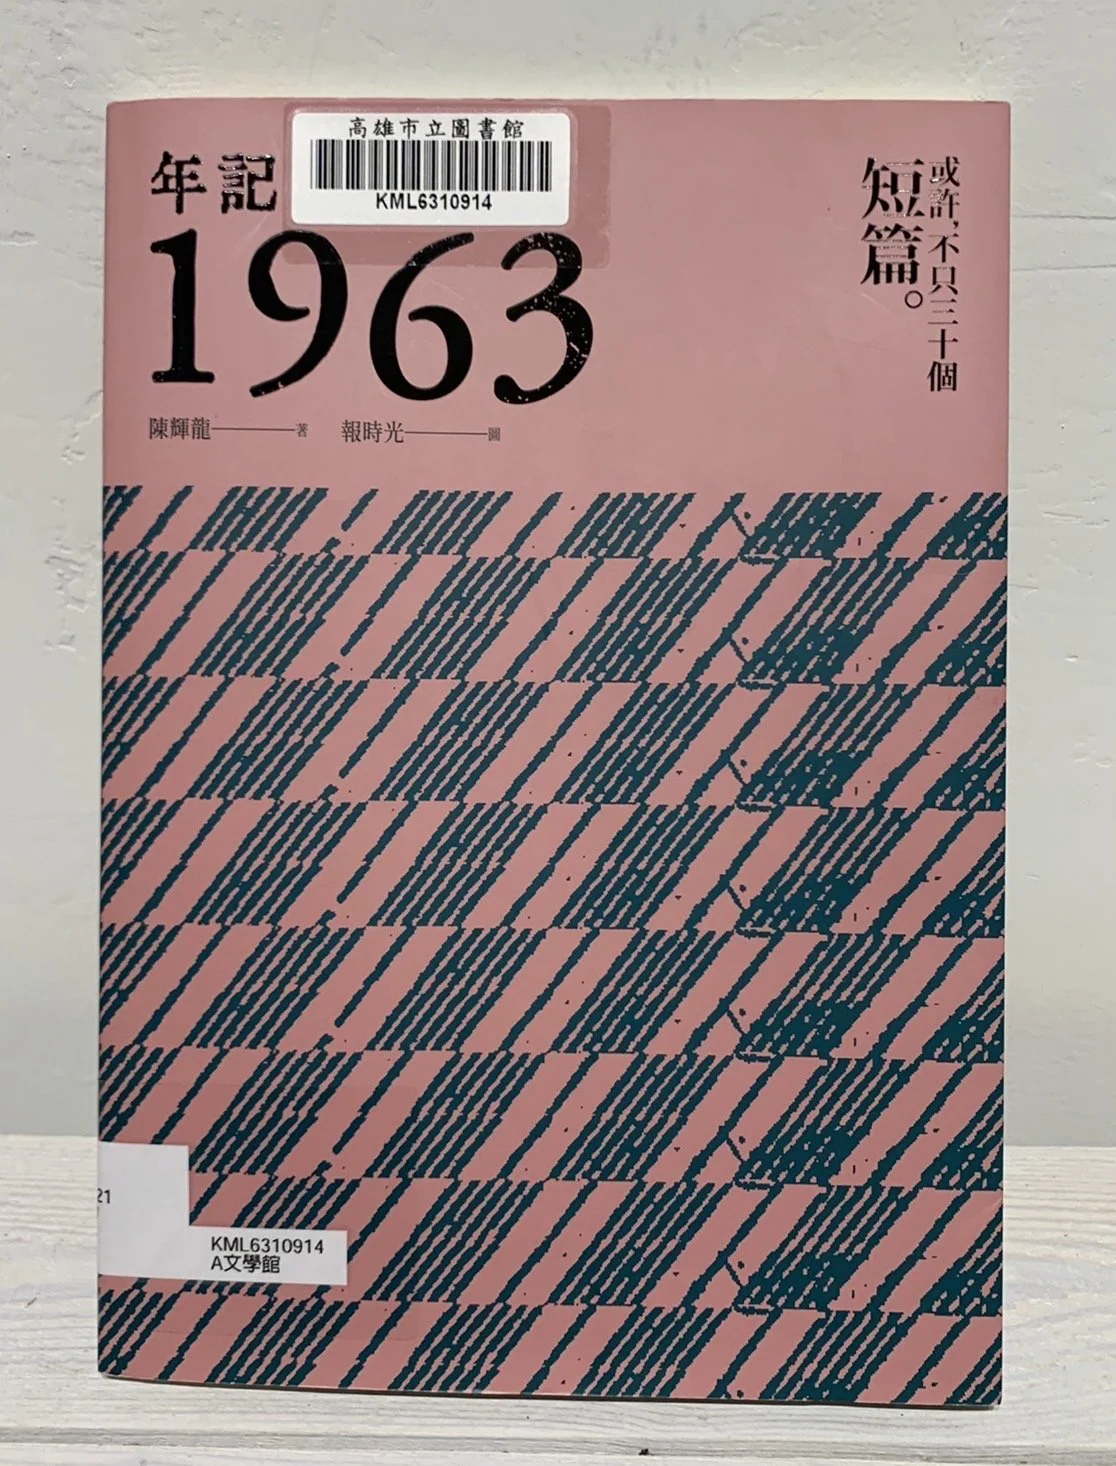 高雄市立圖書館
KML6310914
年記
1963
陳輝龍———著 報時光———圖
或許,不只三十個
短篇。
21
KML6310914
A文學館